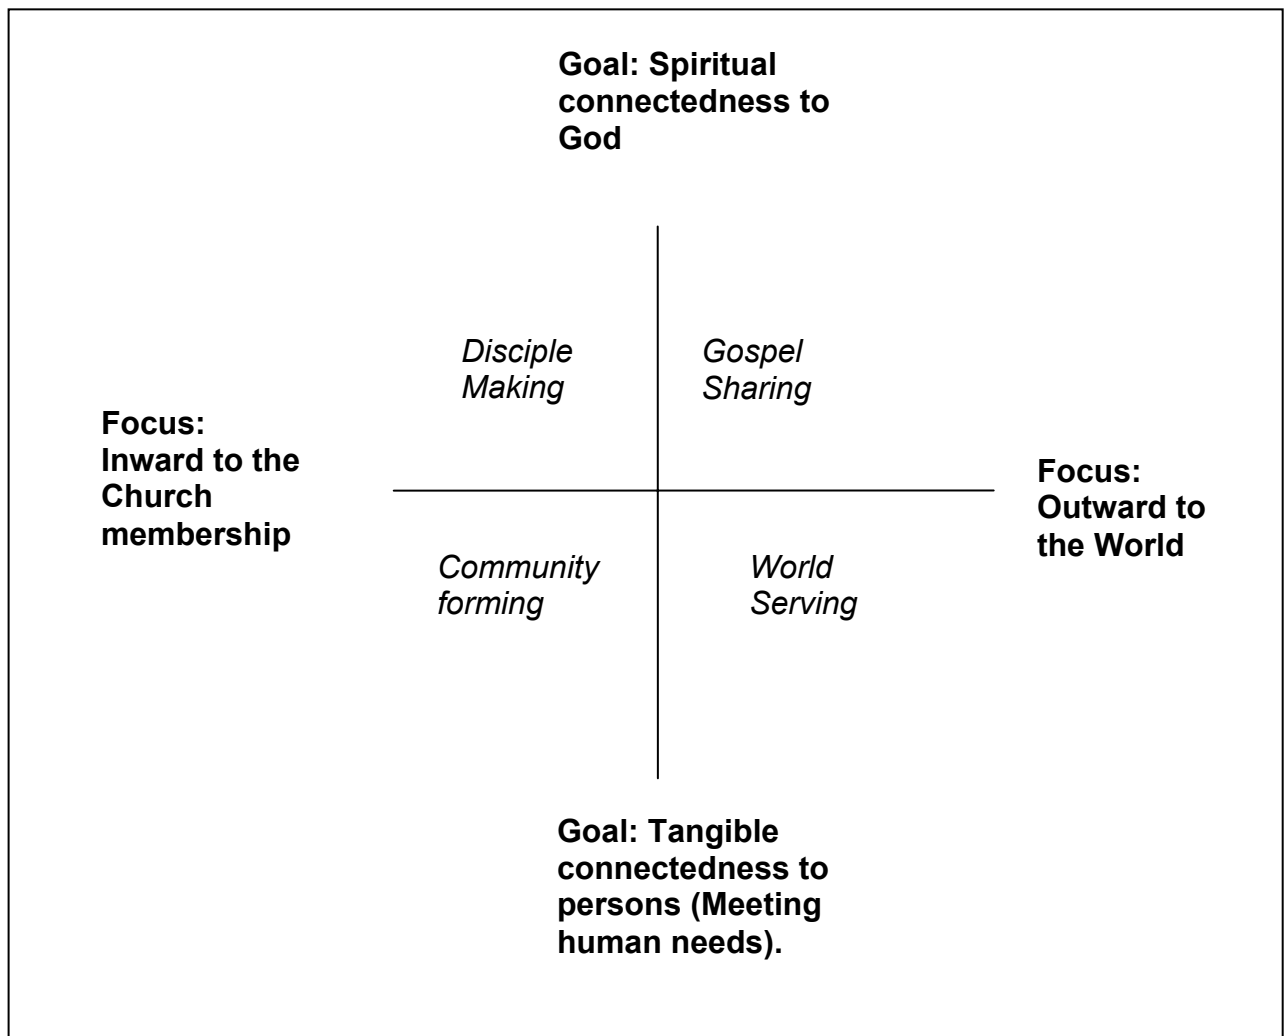 Goal: Spiritual
connectedness to
God
Disciple
Making
Gospel
Sharing
Focus:
Inward to the
Church
membership
Focus:
Outward to
the World
Community
forming
World
Serving
Goal: Tangible
connectedness to
persons (Meeting
human needs).